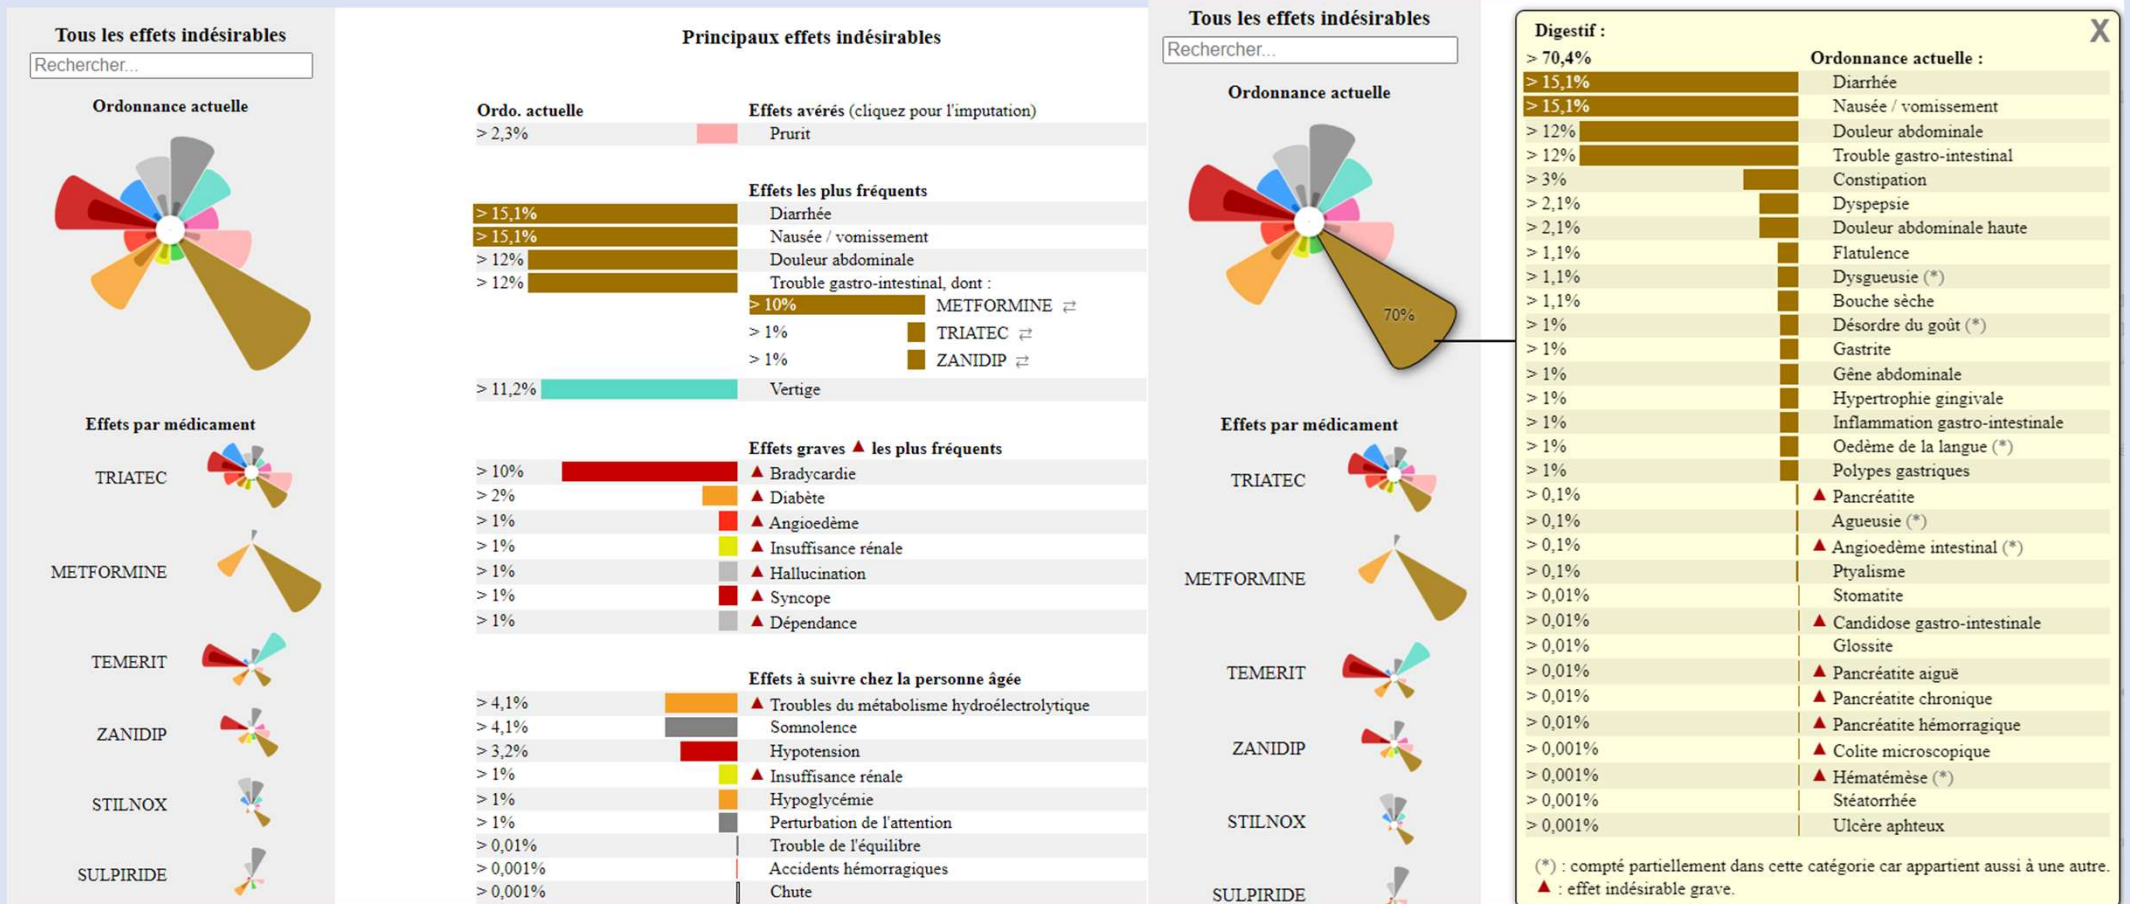 Tous les effets indésirables
Rechercher...
Ordonnance actuelle
Effets par médicament
TRIATEC
METFORMINE
TEMERIT
ZANIDIP
STILNOX
SULPIRIDE
Principaux effets indésirables
Ordo. actuelle Effets avérés (cliquez pour l'imputation)
> 2,3% Prurit
Effets les plus fréquents
> 15,1% Diarrhée
> 15,1% Nausée / vomissement
> 12% Douleur abdominale
> 12% Trouble gastro-intestinal, dont :
> 10% METFORMINE ⇄
> 1% TRIATEC ⇄
> 1% ZANIDIP ⇄
> 11,2% Vertige
Effets graves ▲ les plus fréquents
> 10% ▲ Bradycardie
> 2% ▲ Diabète
> 1% ▲ Angioedème
> 1% ▲ Insuffisance rénale
> 1% ▲ Hallucination
> 1% ▲ Syncope
> 1% ▲ Dépendance
Effets à suivre chez la personne âgée
> 4,1% ▲ Troubles du métabolisme hydroélectrolytique
> 4,1% Somnolence
> 3,2% Hypotension
> 1% ▲ Insuffisance rénale
> 1% Hypoglycémie
> 1% Perturbation de l'attention
> 0,01% Trouble de l'équilibre
> 0,001% Accidents hémorragiques
> 0,001% Chute
Tous les effets indésirables
Rechercher...
Ordonnance actuelle
70%
Effets par médicament
TRIATEC
METFORMINE
TEMERIT
ZANIDIP
STILNOX
SULPIRIDE
Digestif : X
> 70,4% Ordonnance actuelle :
> 15,1% Diarrhée
> 15,1% Nausée / vomissement
> 12% Douleur abdominale
> 12% Trouble gastro-intestinal
> 3% Constipation
> 2,1% Dyspepsie
> 2,1% Douleur abdominale haute
> 1,1% Flatulence
> 1,1% Dysgueusie (*)
> 1,1% Bouche sèche
> 1% Désordre du goût (*)
> 1% Gastrite
> 1% Gêne abdominale
> 1% Hypertrophie gingivale
> 1% Inflammation gastro-intestinale
> 1% Oedème de la langue (*)
> 1% Polypes gastriques
> 0,1% ▲ Pancréatite
> 0,1% Agueusie (*)
> 0,1% ▲ Angioedème intestinal (*)
> 0,1% Ptyalisme
> 0,01% Stomatite
> 0,01% ▲ Candidose gastro-intestinale
> 0,01% Glossite
> 0,01% ▲ Pancréatite aiguë
> 0,01% ▲ Pancréatite chronique
> 0,01% ▲ Pancréatite hémorragique
> 0,001% ▲ Colite microscopique
> 0,001% ▲ Hématémèse (*)
> 0,001% Stéatorrhée
> 0,001% Ulcère aphteux
(*) : compté partiellement dans cette catégorie car appartient aussi à une autre.
▲ : effet indésirable grave.